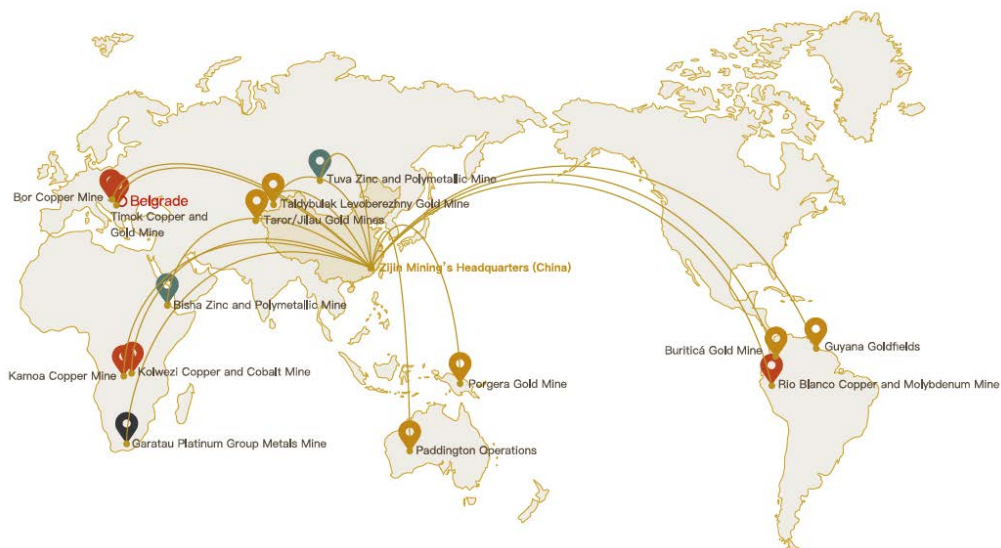 Tuva Zinc and Polymetallic Mine
Bor Copper Mine
Belgrade
Taldybulak Levoberezhny Gold Mine
Timok Copper and
Gold Mine
Taror/Jilau Gold Mines
Zijin Mining's Headquarters (China)
Bisha Zinc and Polymetallic Mine
Buriticá Gold Mine
Guyana Goldfields
Kamoa Copper Mine
Kolwezi Copper and Cobalt Mine
Porgera Gold Mine
Rio Blanco Copper and Molybdenum Mine
Garatau Platinum Group Metals Mine
Paddington Operations